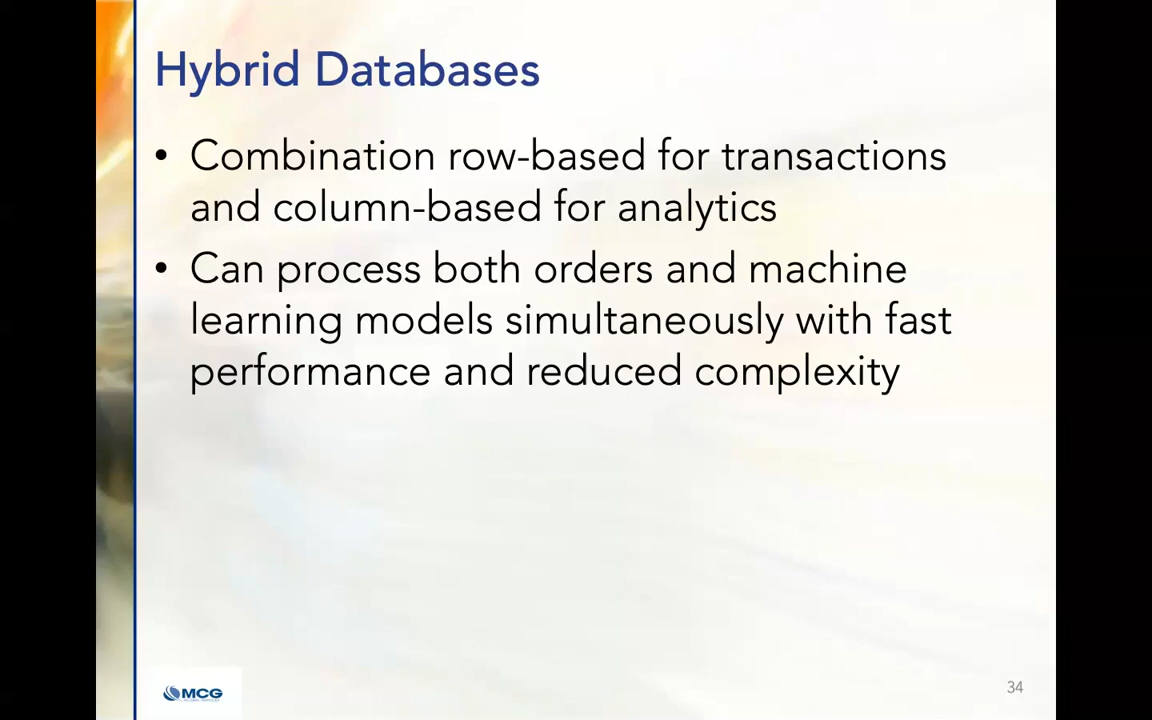 Hybrid Databases
• Combination row-based for transactions
and column-based for analytics
• Can process both orders and machine
learning models simultaneously with fast
performance and reduced complexity
MCG
34